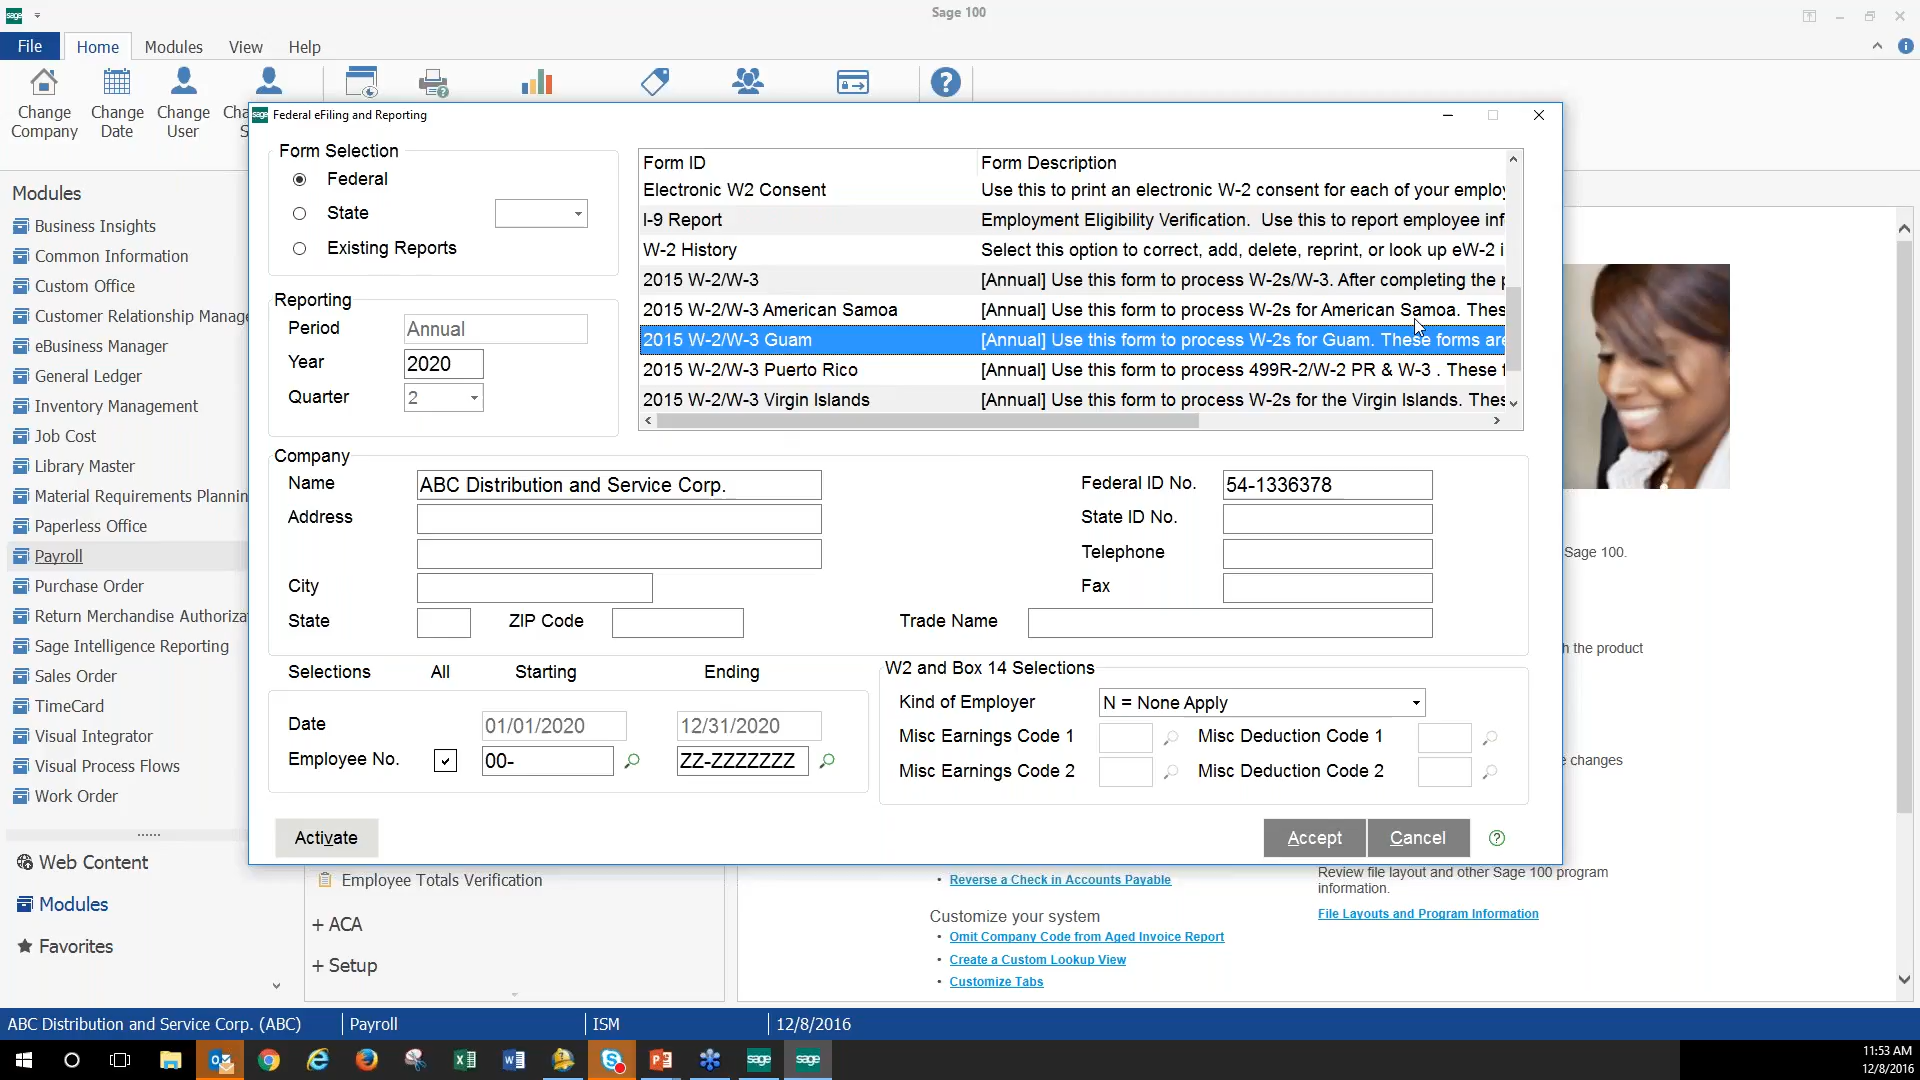 sage
Sage 100
File
Home
Modules
View
Help
i
Change
Company
Change
Date
Change
User
Modules
Business Insights
Common Information
Custom Office
Customer Relationship Manage
eBusiness Manager
General Ledger
Inventory Management
Job Cost
Library Master
Material Requirements Plannin
Paperless Office
Payroll
Purchase Order
Return Merchandise Authoriza
Sage Intelligence Reporting
Sales Order
TimeCard
Visual Integrator
Visual Process Flows
Work Order
Web Content
Modules
Favorites
sage Federal eFiling and Reporting
Form Selection
Federal
State
Existing Reports
Reporting
Period Annual
Year 2020
Quarter 2
Form ID Form Description
Electronic W2 Consent Use this to print an electronic W-2 consent for each of your employ
I-9 Report Employment Eligibility Verification. Use this to report employee inf
W-2 History Select this option to correct, add, delete, reprint, or look up eW-2 i
2015 W-2/W-3 [Annual] Use this form to process W-2s/W-3. After completing the p
2015 W-2/W-3 American Samoa [Annual] Use this form to process W-2s for American Samoa. Thes
2015 W-2/W-3 Guam [Annual] Use this form to process W-2s for Guam. These forms are
2015 W-2/W-3 Puerto Rico [Annual] Use this form to process 499R-2/W-2 PR & W-3 . These f
2015 W-2/W-3 Virgin Islands [Annual] Use this form to process W-2s for the Virgin Islands. Thes
Company
Name ABC Distribution and Service Corp. Federal ID No. 54-1336378
Address State ID No.
Telephone
City Fax
State ZIP Code Trade Name
Selections All Starting Ending
Date 01/01/2020 12/31/2020
Employee No. 00- ZZ-ZZZZZZZ
W2 and Box 14 Selections
Kind of Employer N = None Apply
Misc Earnings Code 1 Misc Deduction Code 1
Misc Earnings Code 2 Misc Deduction Code 2
Activate Accept Cancel ?
Sage 100.
h the product
e changes
Employee Totals Verification
+ ACA
+ Setup
Reverse a Check in Accounts Payable
Customize your system
Omit Company Code from Aged Invoice Report
Create a Custom Lookup View
Customize Tabs
Review file layout and other Sage 100 program
information.
File Layouts and Program Information
ABC Distribution and Service Corp. (ABC) Payroll ISM 12/8/2016
sage
sage
11:53 AM
12/8/2016